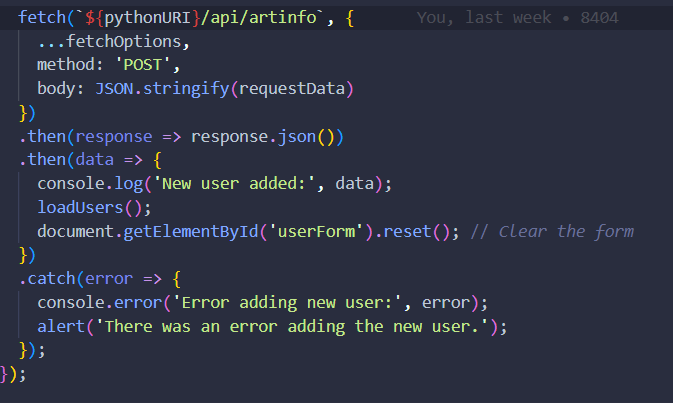 fetch(`${pythonURI}/api/artinfo`, { You, last week • 8404
...fetchOptions,
method: 'POST',
body: JSON.stringify(requestData)
})
.then(response => response.json())
.then(data => {
console.log('New user added:', data);
loadUsers();
document.getElementById('userForm').reset(); // Clear the form
})
.catch(error => {
console.error('Error adding new user:', error);
alert('There was an error adding the new user.');
});
});